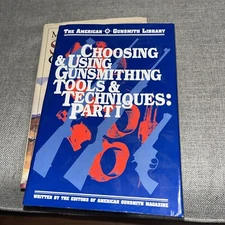 THE AMERICAN GUNSMITH LIBRARY
CHOOSING
& USING
GUNSMITHING
TOOLS &
TECHNIQUES:
PART I
WRITTEN BY THE EDITORS OF AMERICAN GUNSMITH MAGAZINE